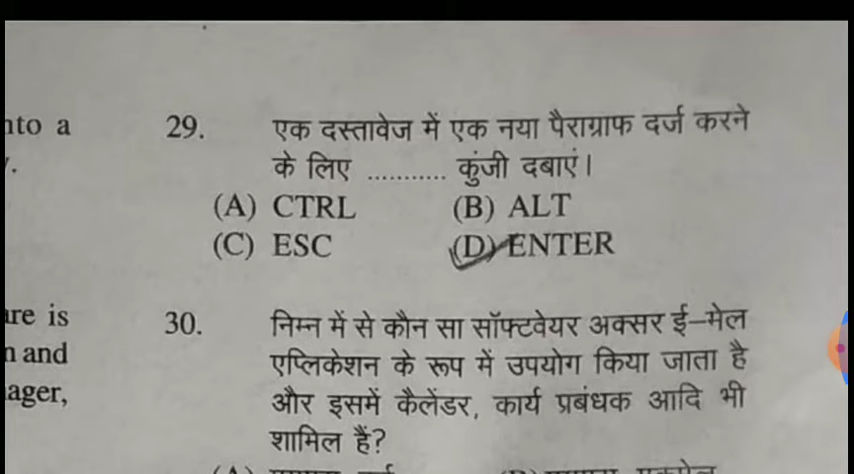 nto a
29. एक दस्तावेज में एक नया पैराग्राफ दर्ज करने
के लिए ........... कुंजी दबाएं।
(A) CTRL (B) ALT
(C) ESC (D) ENTER
are is
30. निम्न में से कौन सा सॉफ्टवेयर अक्सर ई-मेल
n and
एप्लिकेशन के रूप में उपयोग किया जाता है
ager,
और इसमें कैलेंडर, कार्य प्रबंधक आदि भी
शामिल हैं?